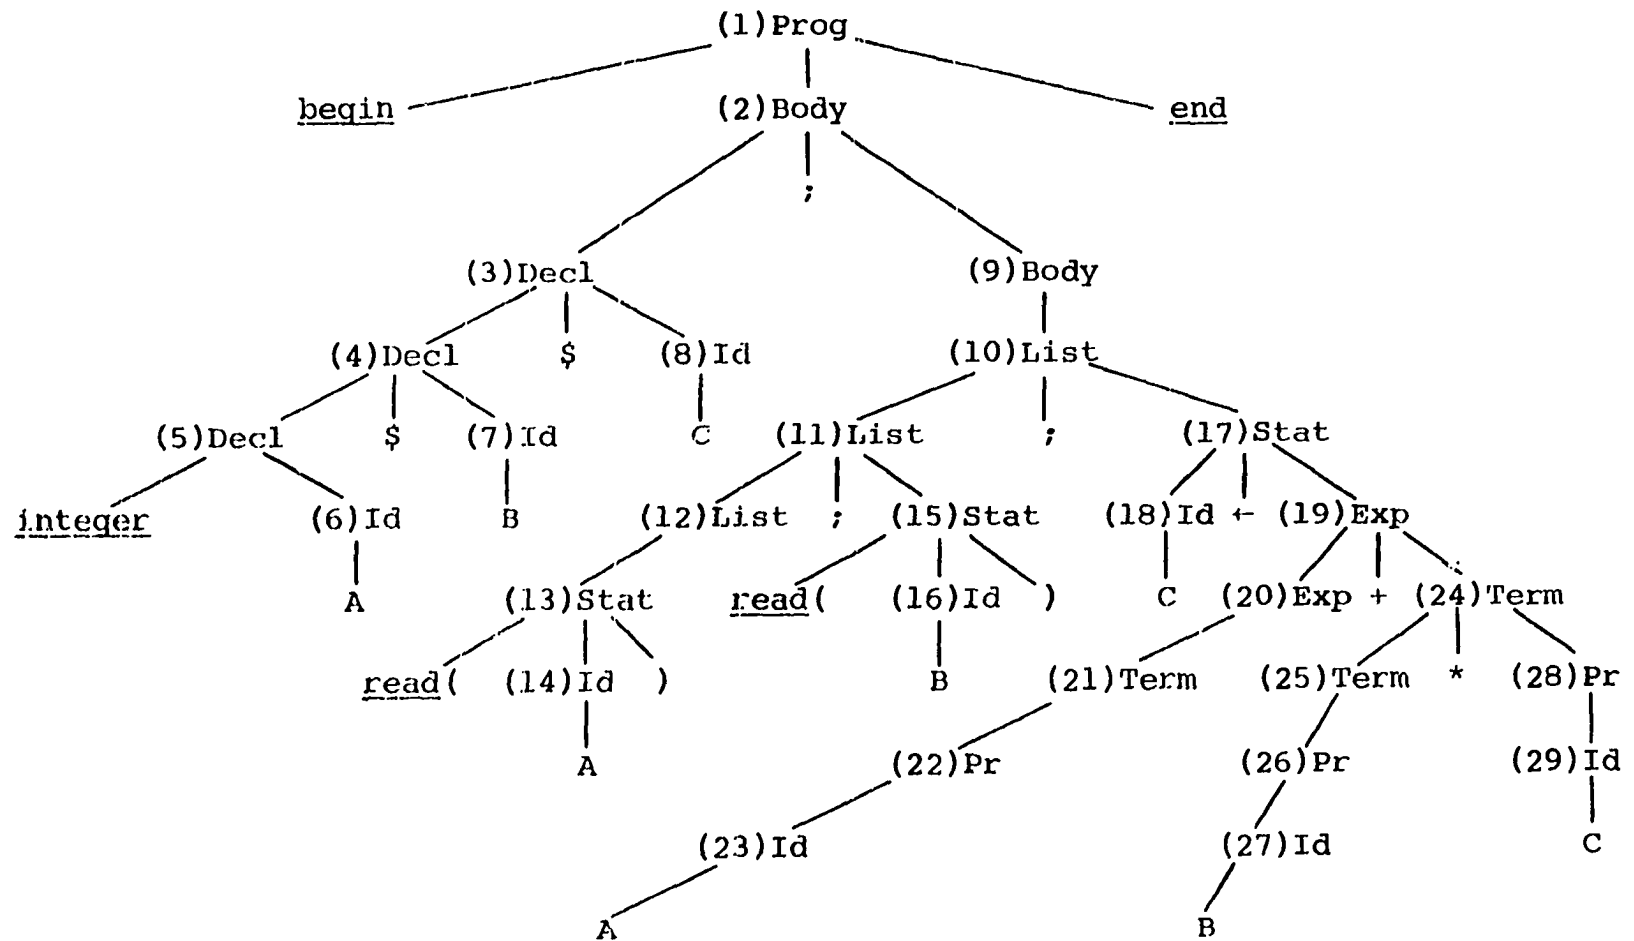 (1)Prog
begin (2)Body end
;
(3)Decl (9)Body
(4)Decl $ (8)Id (10)List
(5)Decl $ (7)Id C (11)List ; (17)Stat
integer (6)Id B (12)List ; (15)Stat (18)Id ← (19)Exp
A (13)Stat read( (16)Id ) C (20)Exp + (24)Term
read( (14)Id ) B (21)Term (25)Term * (28)Pr
A (22)Pr (26)Pr (29)Id
(23)Id (27)Id C
A B